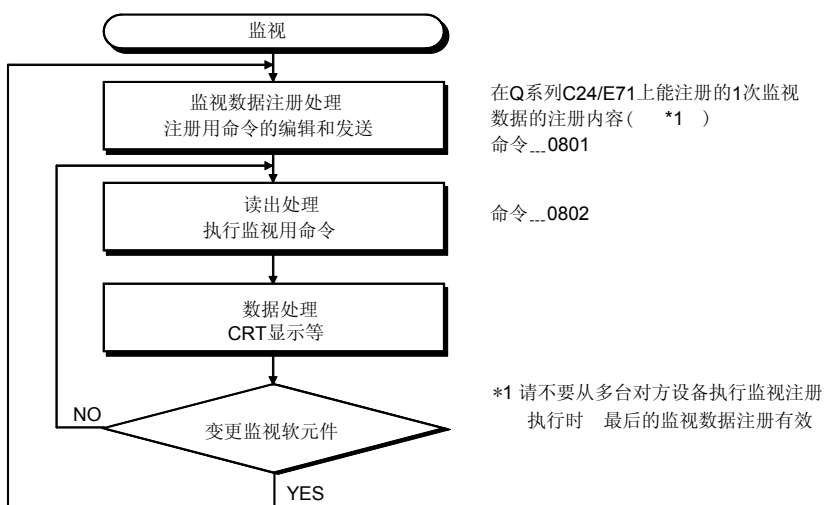 监视
监视数据注册处理
注册用命令的编辑和发送
在Q系列C24/E71上能注册的1次监视
数据的注册内容( *1 )
命令---0801
读出处理
执行监视用命令
命令---0802
数据处理
CRT显示等
变更监视软元件
NO
YES
*1 请不要从多台对方设备执行监视注册
执行时 最后的监视数据注册有效